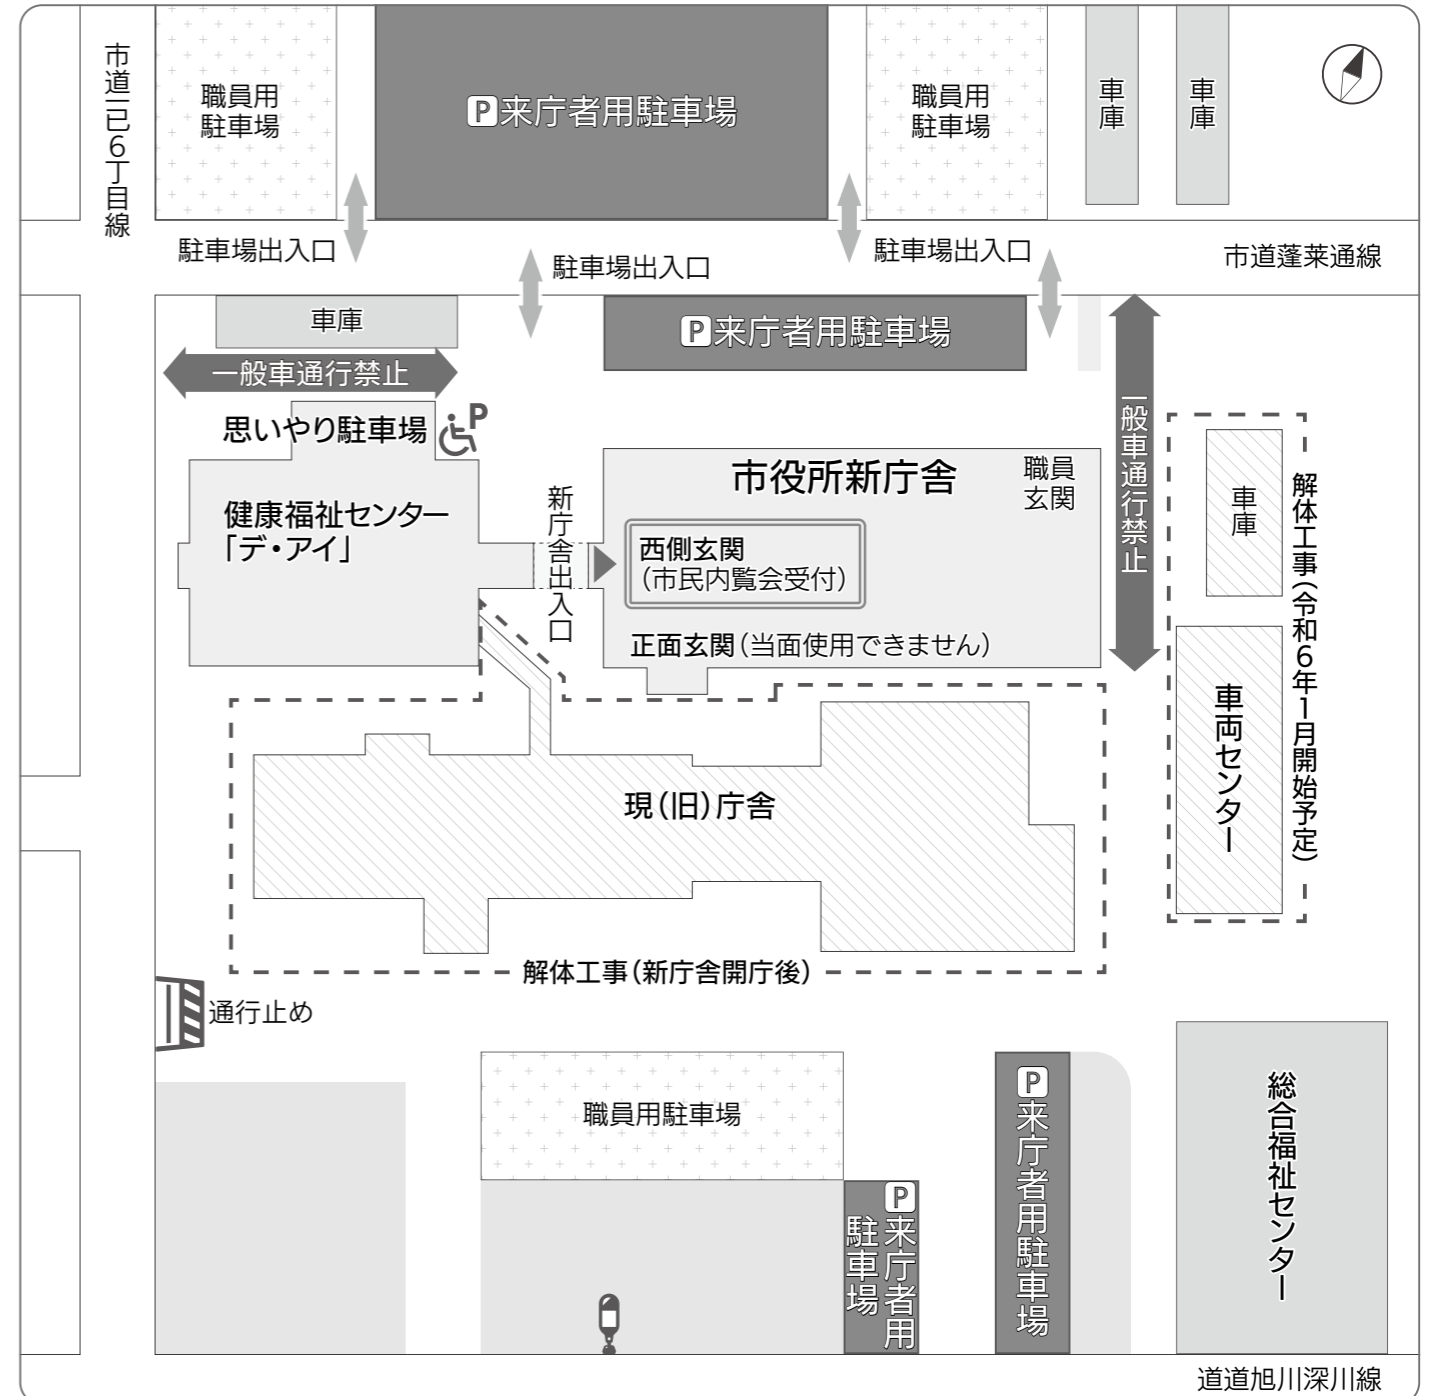 市道一已6丁目線
職員用
駐車場
P来庁者用駐車場
職員用
駐車場
車庫
車庫
駐車場出入口
駐車場出入口
駐車場出入口
市道蓬莱通線
車庫
P来庁者用駐車場
一般車通行禁止
思いやり駐車場
P
健康福祉センター
「デ・アイ」
新庁舎出入口
市役所新庁舎
職員
玄関
西側玄関
（市民内覧会受付）
正面玄関（当面使用できません）
一般車通行禁止
車庫
車両センター
解体工事（令和6年1月開始予定）
現（旧）庁舎
解体工事（新庁舎開庁後）
通行止め
職員用駐車場
P来庁者用
駐車場
P来庁者用駐車場
総合福祉センター
道道旭川深川線